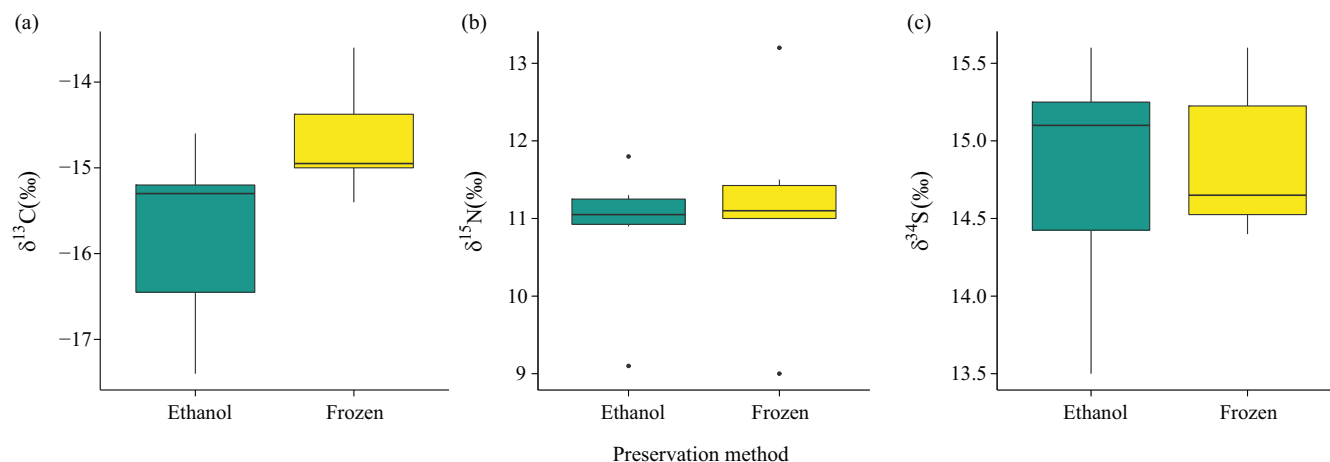 (a)
δ¹³C(‰)
−14
−15
−16
−17
Ethanol
Frozen
(b)
δ¹⁵N(‰)
13
12
11
10
9
Ethanol
Frozen
(c)
δ³⁴S(‰)
15.5
15.0
14.5
14.0
13.5
Ethanol
Frozen
Preservation method